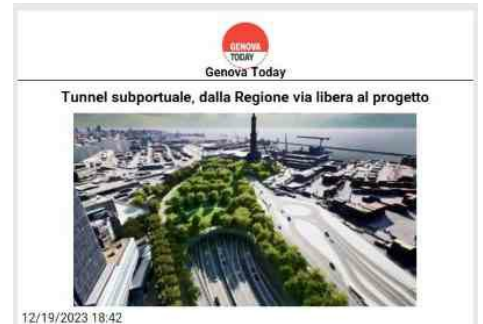 GENOVA
TODAY
Genova Today
Tunnel subportuale, dalla Regione via libera al progetto
12/19/2023 18:42